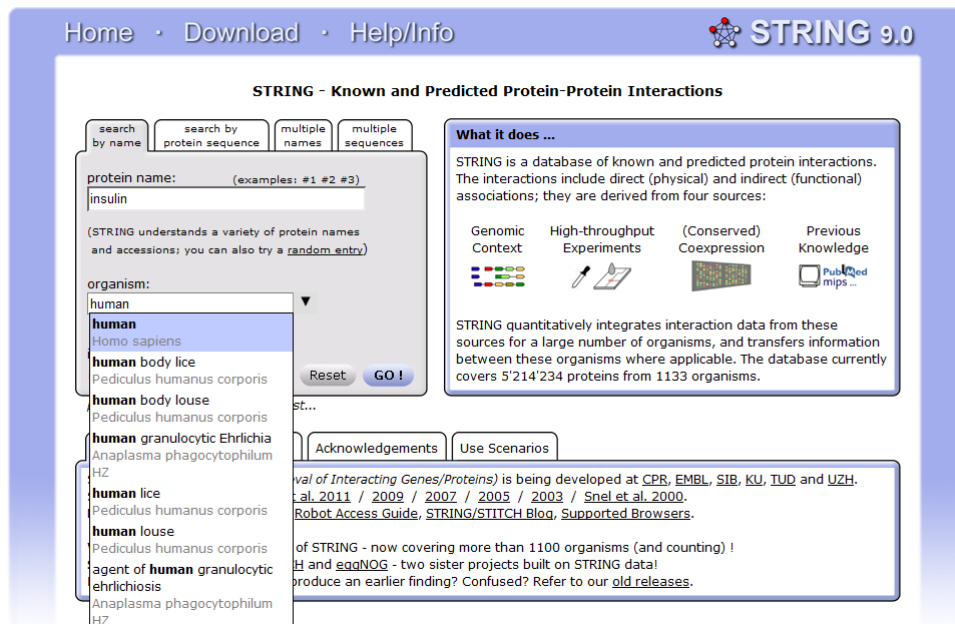 Home · Download · Help/Info
STRING 9.0
STRING - Known and Predicted Protein-Protein Interactions
search
by name
search by
protein sequence
multiple
names
multiple
sequences
protein name:
(examples: #1 #2 #3)
insulin
(STRING understands a variety of protein names
and accessions; you can also try a random entry)
organism:
human
▼
human
Homo sapiens
human body lice
Pediculus humanus corporis
human body louse
Pediculus humanus corporis
human granulocytic Ehrlichia
Anaplasma phagocytophilum
HZ
human lice
Pediculus humanus corporis
human louse
Pediculus humanus corporis
agent of human granulocytic
ehrlichiosis
Anaplasma phagocytophilum
HZ
Reset
GO !
st...
What it does ...
STRING is a database of known and predicted protein interactions.
The interactions include direct (physical) and indirect (functional)
associations; they are derived from four sources:
Genomic
Context
High-throughput
Experiments
(Conserved)
Coexpression
Previous
Knowledge
PubMed
mips ...
STRING quantitatively integrates interaction data from these
sources for a large number of organisms, and transfers information
between these organisms where applicable. The database currently
covers 5'214'234 proteins from 1133 organisms.
Acknowledgements
Use Scenarios
eval of Interacting Genes/Proteins) is being developed at CPR, EMBL, SIB, KU, TUD and UZH.
t al. 2011 / 2009 / 2007 / 2005 / 2003 / Snel et al. 2000.
Robot Access Guide, STRING/STITCH Blog, Supported Browsers.
of STRING - now covering more than 1100 organisms (and counting) !
CH and eggNOG - two sister projects built on STRING data!
produce an earlier finding? Confused? Refer to our old releases.